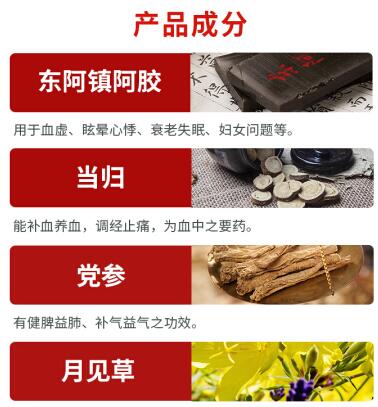 产品成分
东阿镇阿胶
用于血虚、眩晕心悸、衰老失眠、妇女问题等。
当归
能补血养血，调经止痛，为血中之要药。
党参
有健脾益肺、补气益气之功效。
月见草